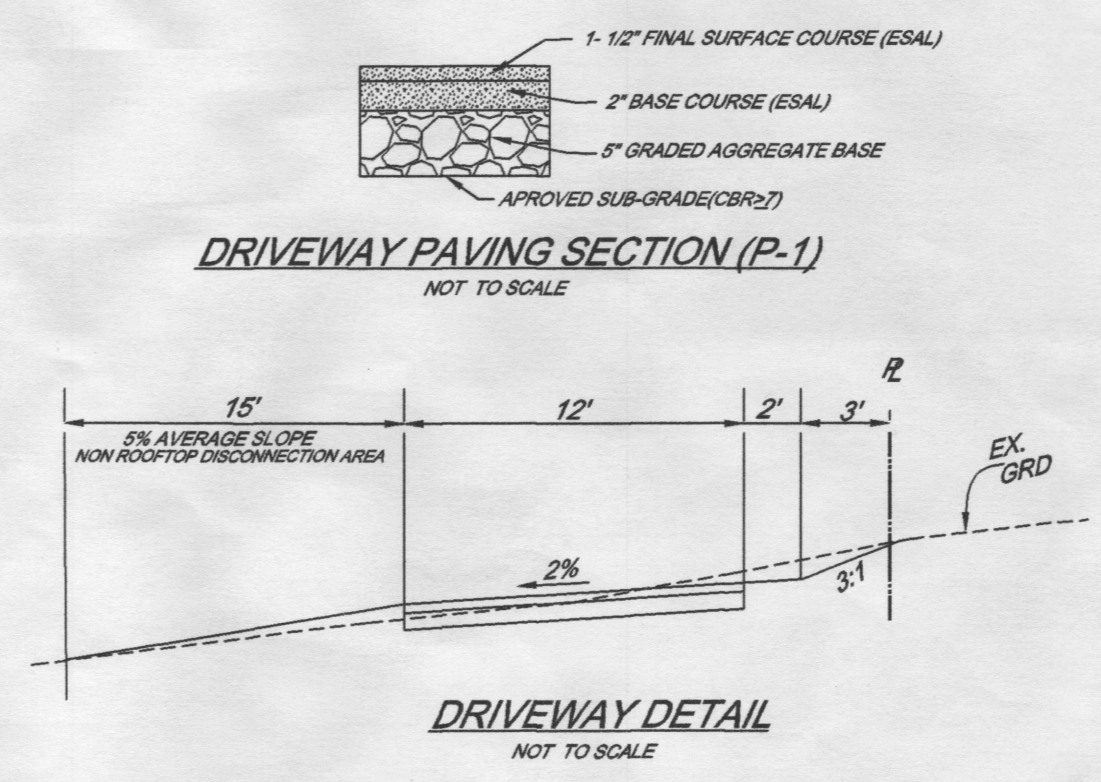 1- 1/2" FINAL SURFACE COURSE (ESAL)
2" BASE COURSE (ESAL)
5" GRADED AGGREGATE BASE
APROVED SUB-GRADE(CBR≥7)
DRIVEWAY PAVING SECTION (P-1)
NOT TO SCALE
PL
15'
12'
2'
3'
5% AVERAGE SLOPE
NON ROOFTOP DISCONNECTION AREA
EX.
GRD
2%
3:1
DRIVEWAY DETAIL
NOT TO SCALE